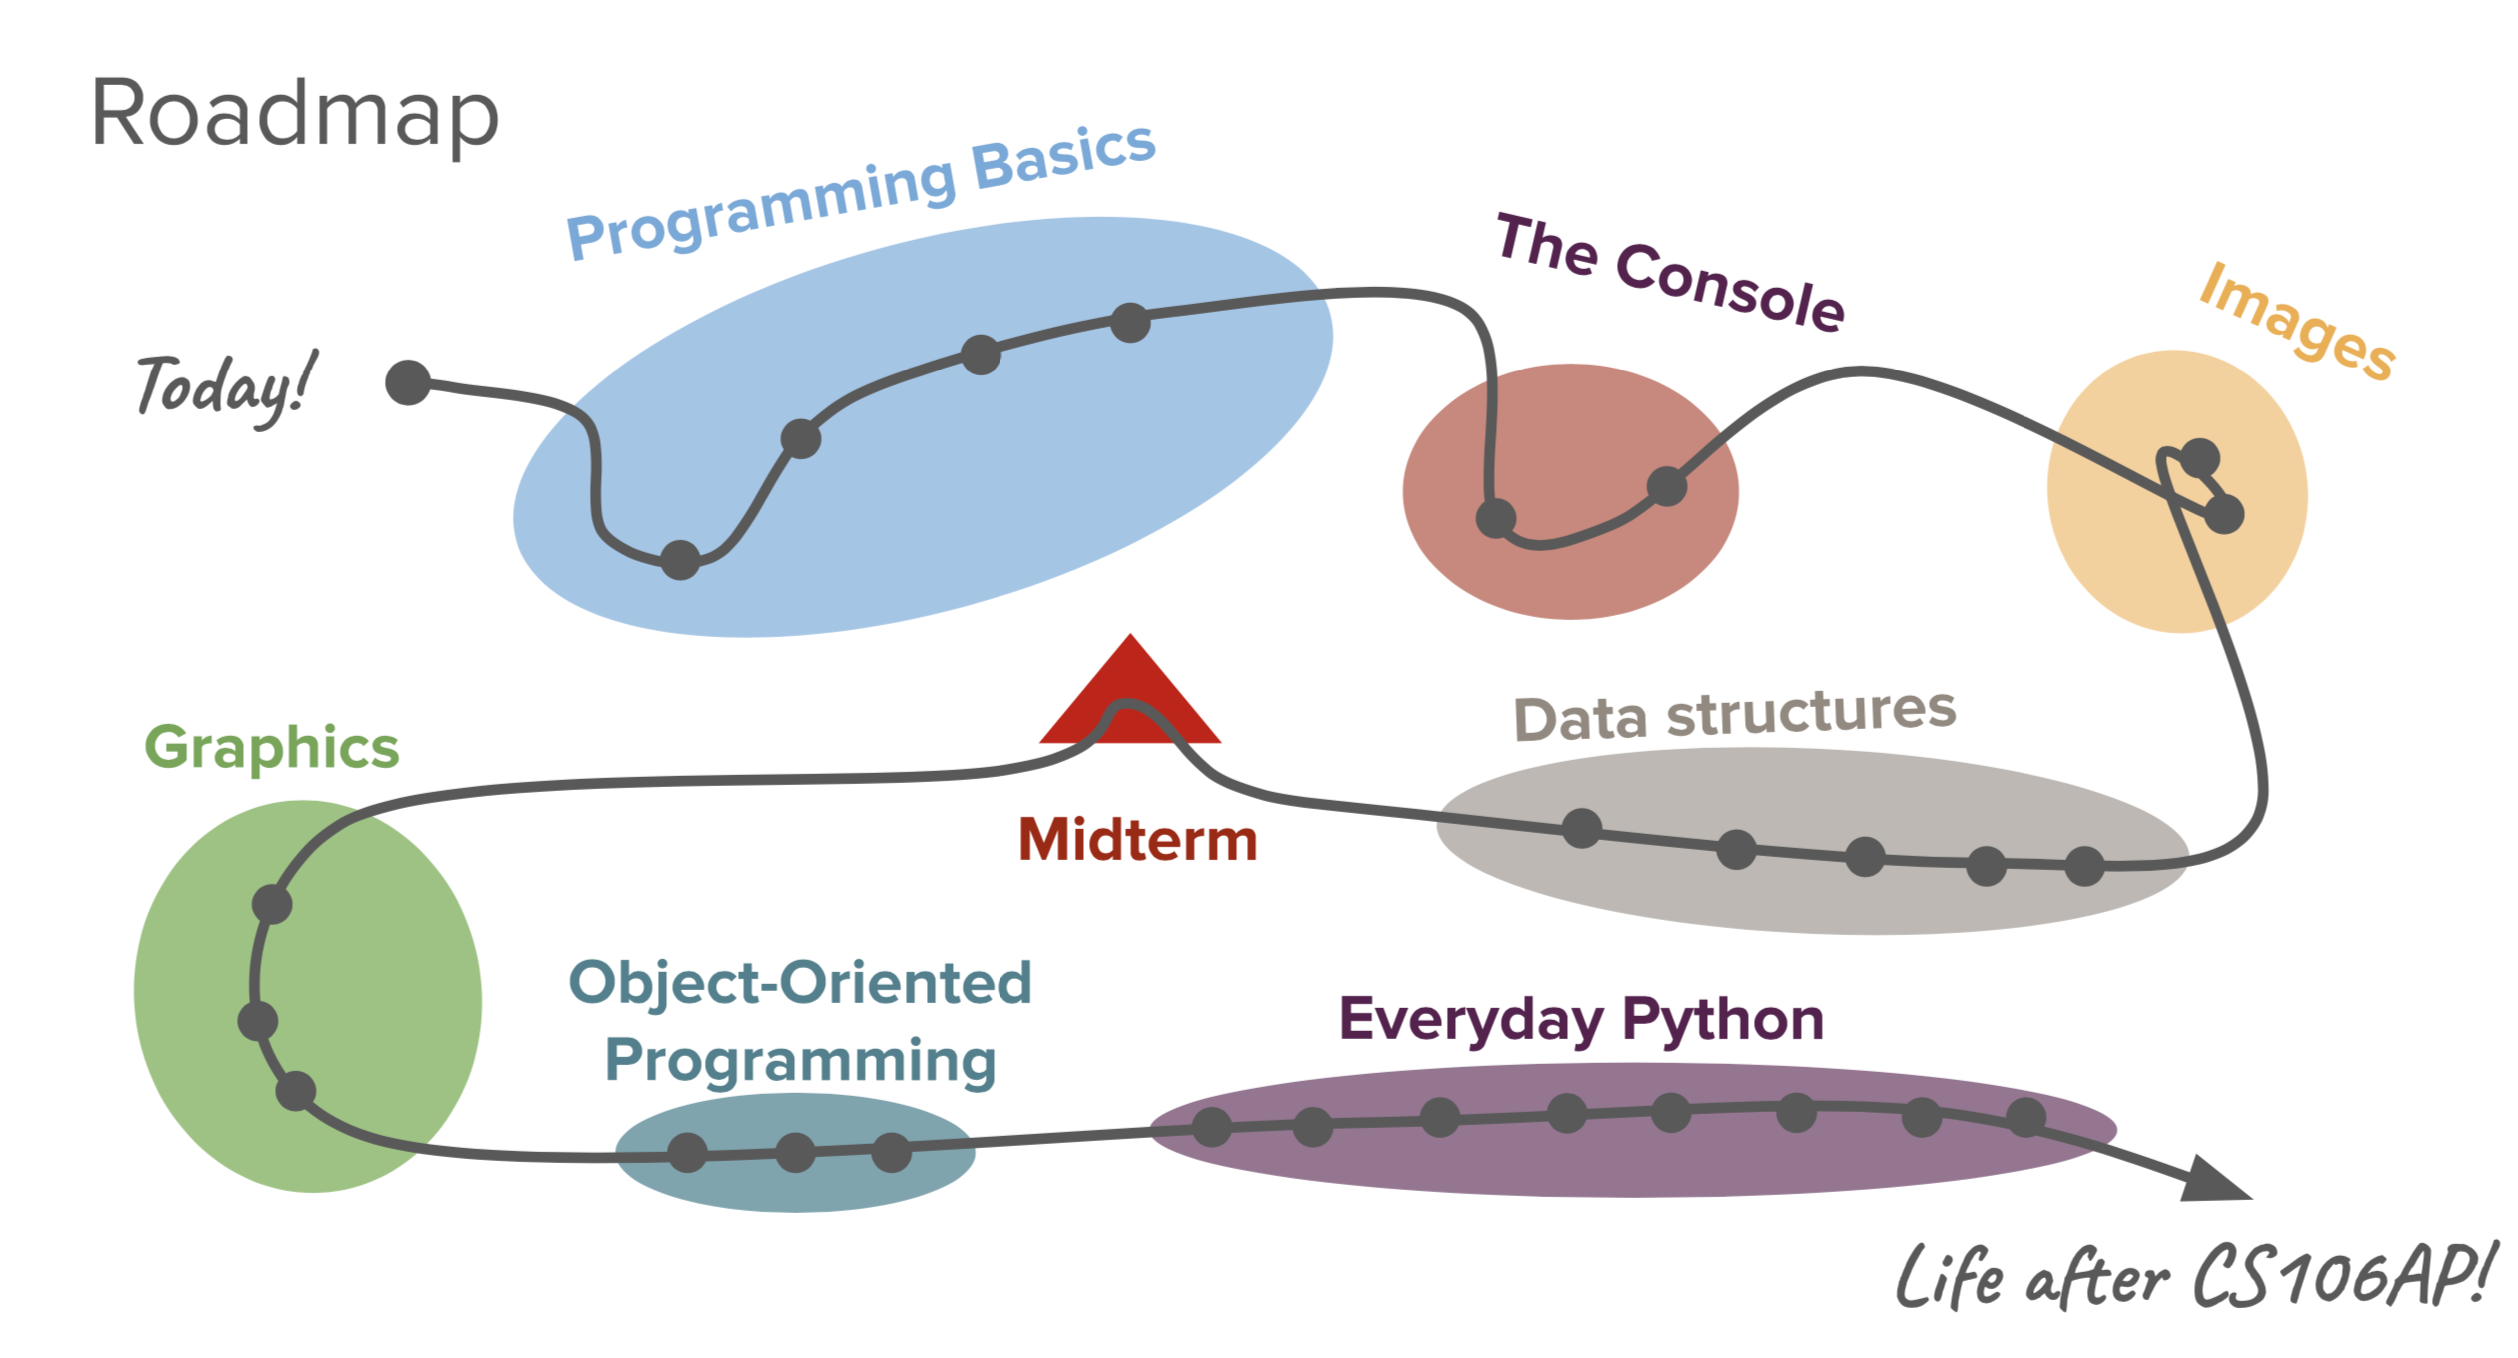 Roadmap
Programming Basics
The Console
Images
Today!
Data structures
Graphics
Midterm
Object-Oriented
Programming
Everyday Python
Life after CS106AP!